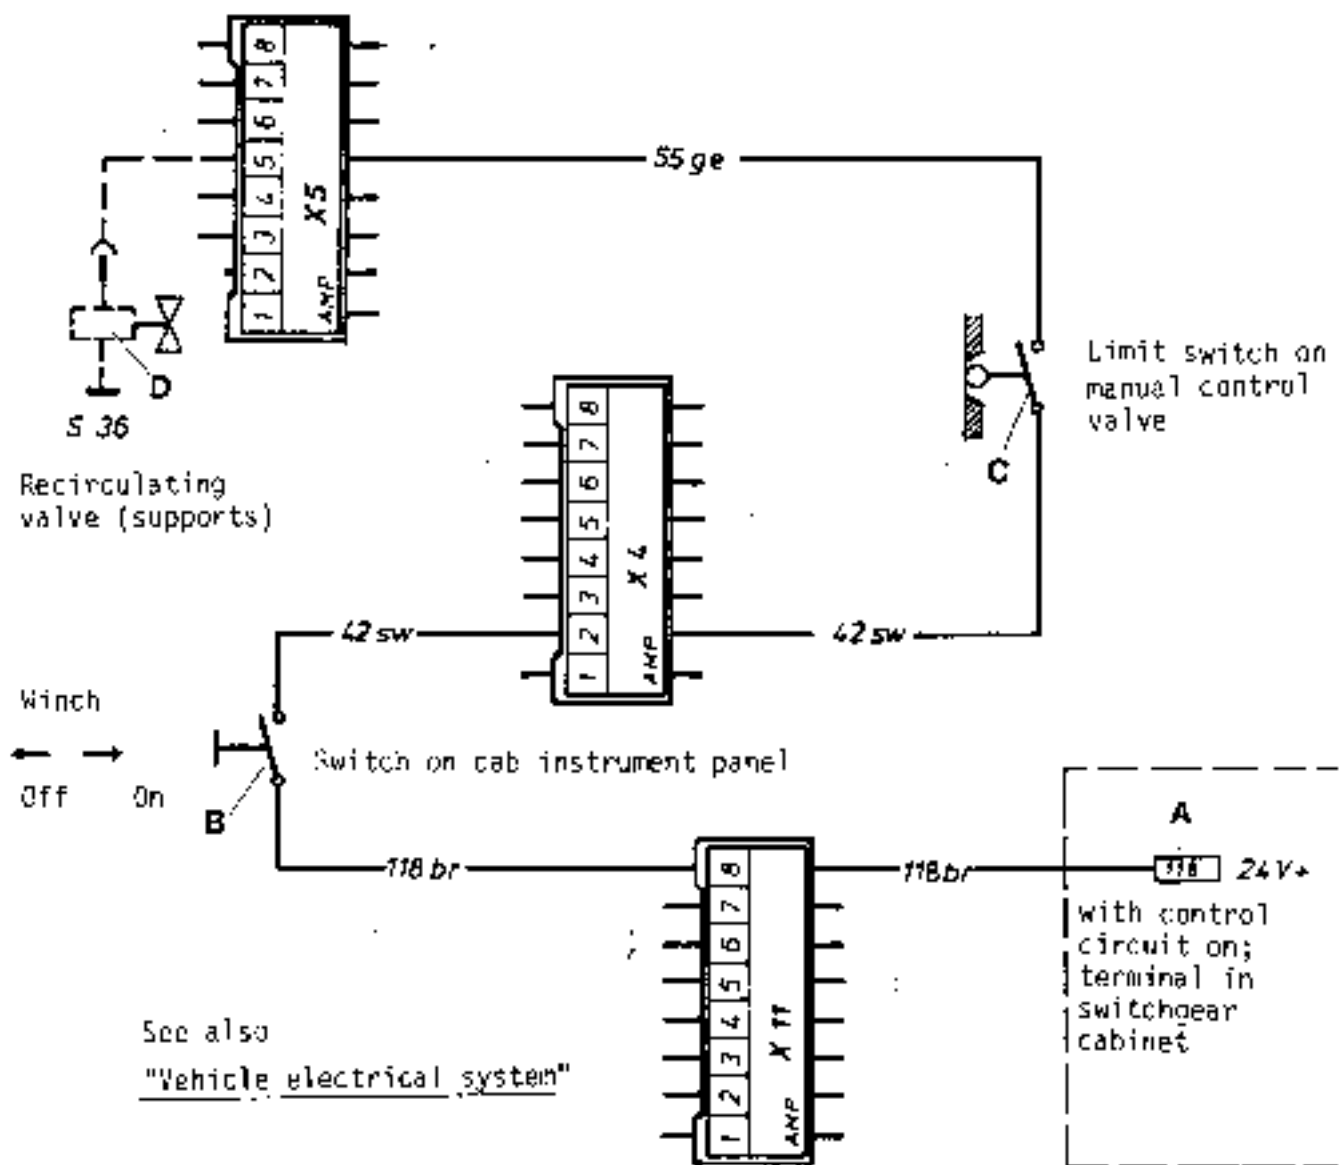 8
7
6
5
4
3
2
1
X5
AMP
55 ge
D
S 36
Recirculating
valve (supports)
Limit switch on
manual control
valve
C
8
7
6
5
4
3
2
1
X4
AMP
42 sw
42 sw
Winch
Off On
B
Switch on cab instrument panel
118 br
8
7
6
5
4
3
2
1
X11
AMP
118 br
A
24V+
with control
circuit on;
terminal in
switchgear
cabinet
See also
"Vehicle electrical system"